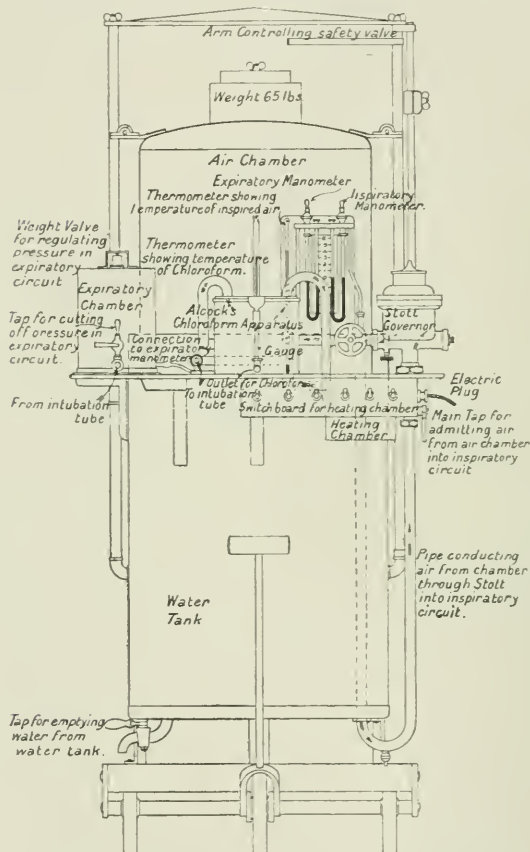 Arm Controlling safety valve
Weight 65 lbs.
Air Chamber
Expiratory Manometer
Thermometer showing
temperature of inspired air
Inspiratory
Manometer.
Weight Valve
for regulating
pressure in
expiratory
circuit
Thermometer
showing temperature
of Chloroform.
Expiratory
Chamber
Tap for cutting
off pressure in
expiratory
circuit.
Alcock's
Chloroform Apparatus
Stott
Governor
Connection
to expiratory
manometer
Gauge
Outlet for Chloroform
From intubation
tube
To intubation
tube
Switch board for heating chamber
Heating
Chamber
Electric
Plug
Main Tap for
admitting air
from air chamber
into inspiratory
circuit
Pipe conducting
air from chamber
through Stott
into inspiratory
circuit.
Water
Tank
Tap for emptying
water from
water tank.